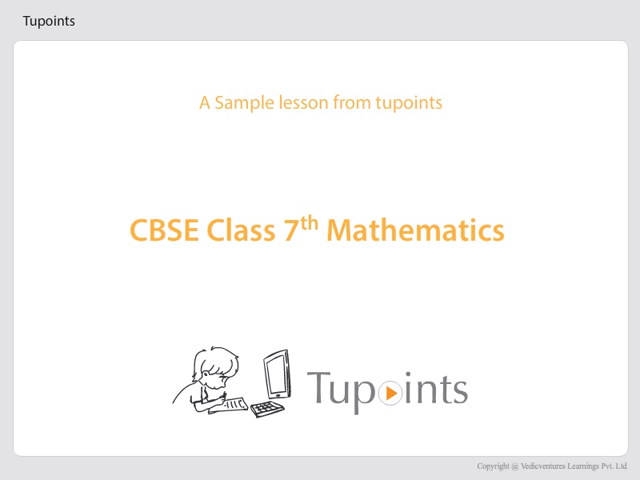 Tupoints
A Sample lesson from tupoints
CBSE Class 7th Mathematics
Tupoints
Copyright @ Vedicventures Learnings Pvt. Ltd